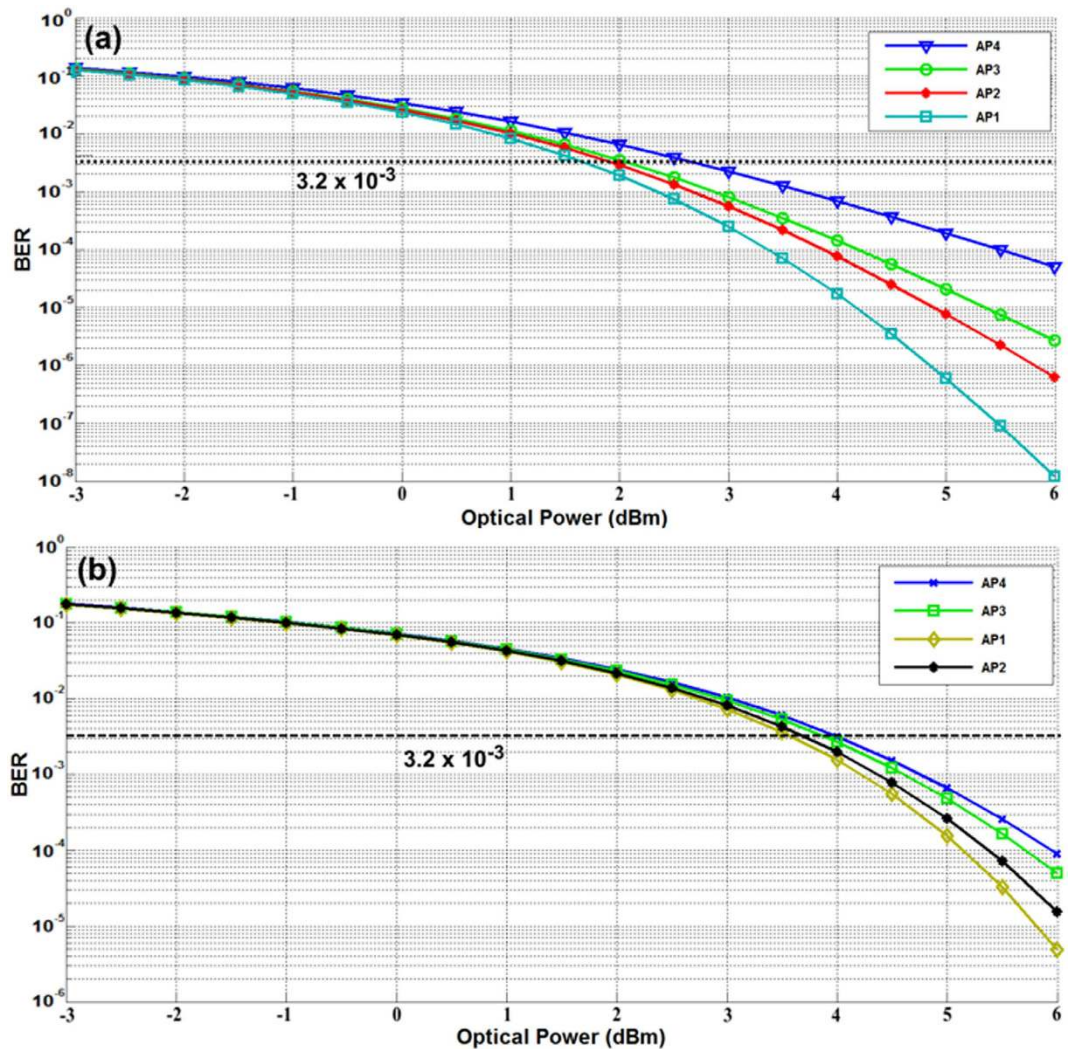 (a)
10^0
10^-1
10^-2
10^-3
10^-4
10^-5
10^-6
10^-7
10^-8
BER
3.2 x 10^-3
AP4
AP3
AP2
AP1
-3 -2 -1 0 1 2 3 4 5 6
Optical Power (dBm)
(b)
10^0
10^-1
10^-2
10^-3
10^-4
10^-5
10^-6
BER
3.2 x 10^-3
AP4
AP3
AP1
AP2
-3 -2 -1 0 1 2 3 4 5 6
Optical Power (dBm)